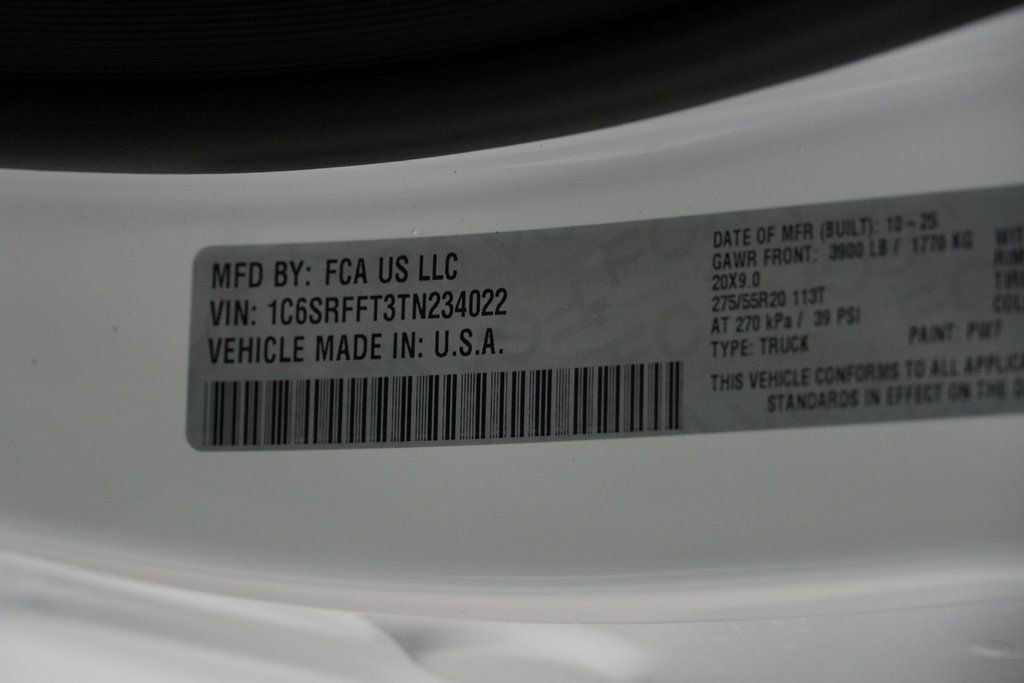 MFD BY: FCA US LLC
VIN: 1C6SRFFT3TN234022
VEHICLE MADE IN: U.S.A.
DATE OF MFR (BUILT): 10-25
GAWR FRONT: 3900 LB / 1770 KG
20X9.0
275/55R20 113T
AT 270 kPa / 39 PSI
TYPE: TRUCK PAINT: PW7
THIS VEHICLE CONFORMS TO ALL
STANDARDS IN EFFECT ON THE